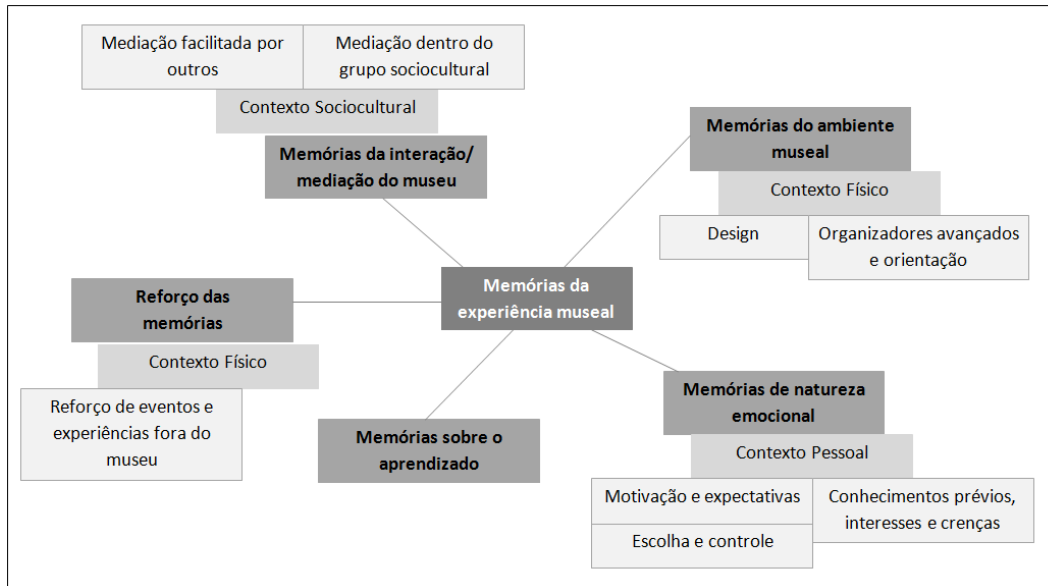 Mediação facilitada por
outros
Mediação dentro do
grupo sociocultural
Contexto Sociocultural
Memórias da interação/
mediação do museu
Memórias do ambiente
museal
Contexto Físico
Design
Organizadores avançados
e orientação
Memórias da
experiência museal
Reforço das
memórias
Contexto Físico
Reforço de eventos e
experiências fora do
museu
Memórias sobre o
aprendizado
Memórias de natureza
emocional
Contexto Pessoal
Motivação e expectativas
Escolha e controle
Conhecimentos prévios,
interesses e crenças